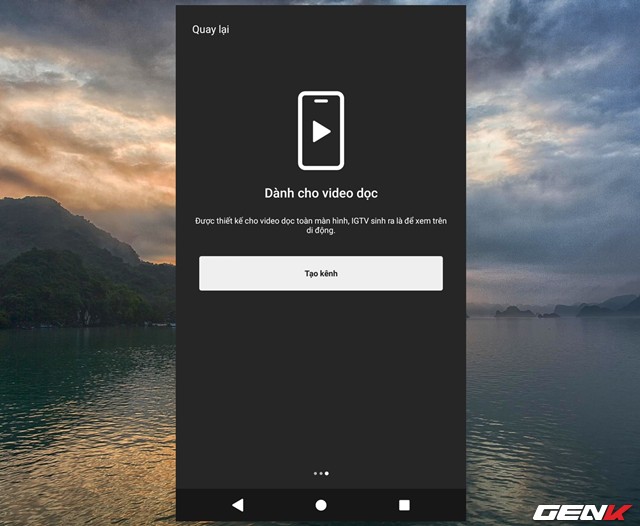 Quay lại
Dành cho video dọc
Được thiết kế cho video dọc toàn màn hình, IGTV sinh ra là để xem trên
di động.
Tạo kênh
GENK